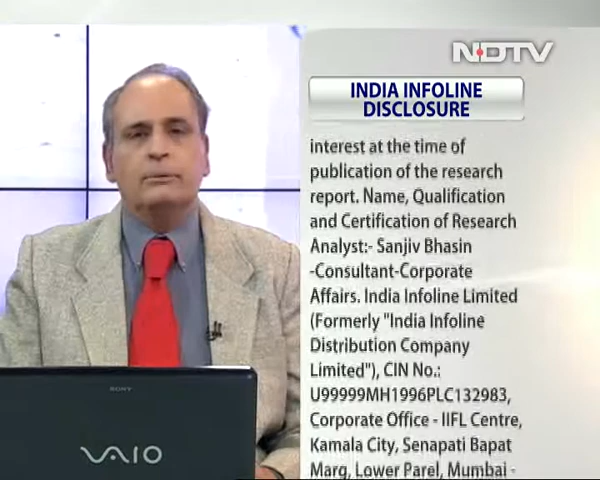 NDTV
INDIA INFOLINE
DISCLOSURE
interest at the time of
publication of the research
report. Name, Qualification
and Certification of Research
Analyst:- Sanjiv Bhasin
-Consultant-Corporate
Affairs. India Infoline Limited
(Formerly "India Infoline
Distribution Company
Limited"), CIN No.:
U99999MH1996PLC132983,
Corporate Office - IIFL Centre,
Kamala City, Senapati Bapat
Marg, Lower Parel, Mumbai -
SONY
VAIO